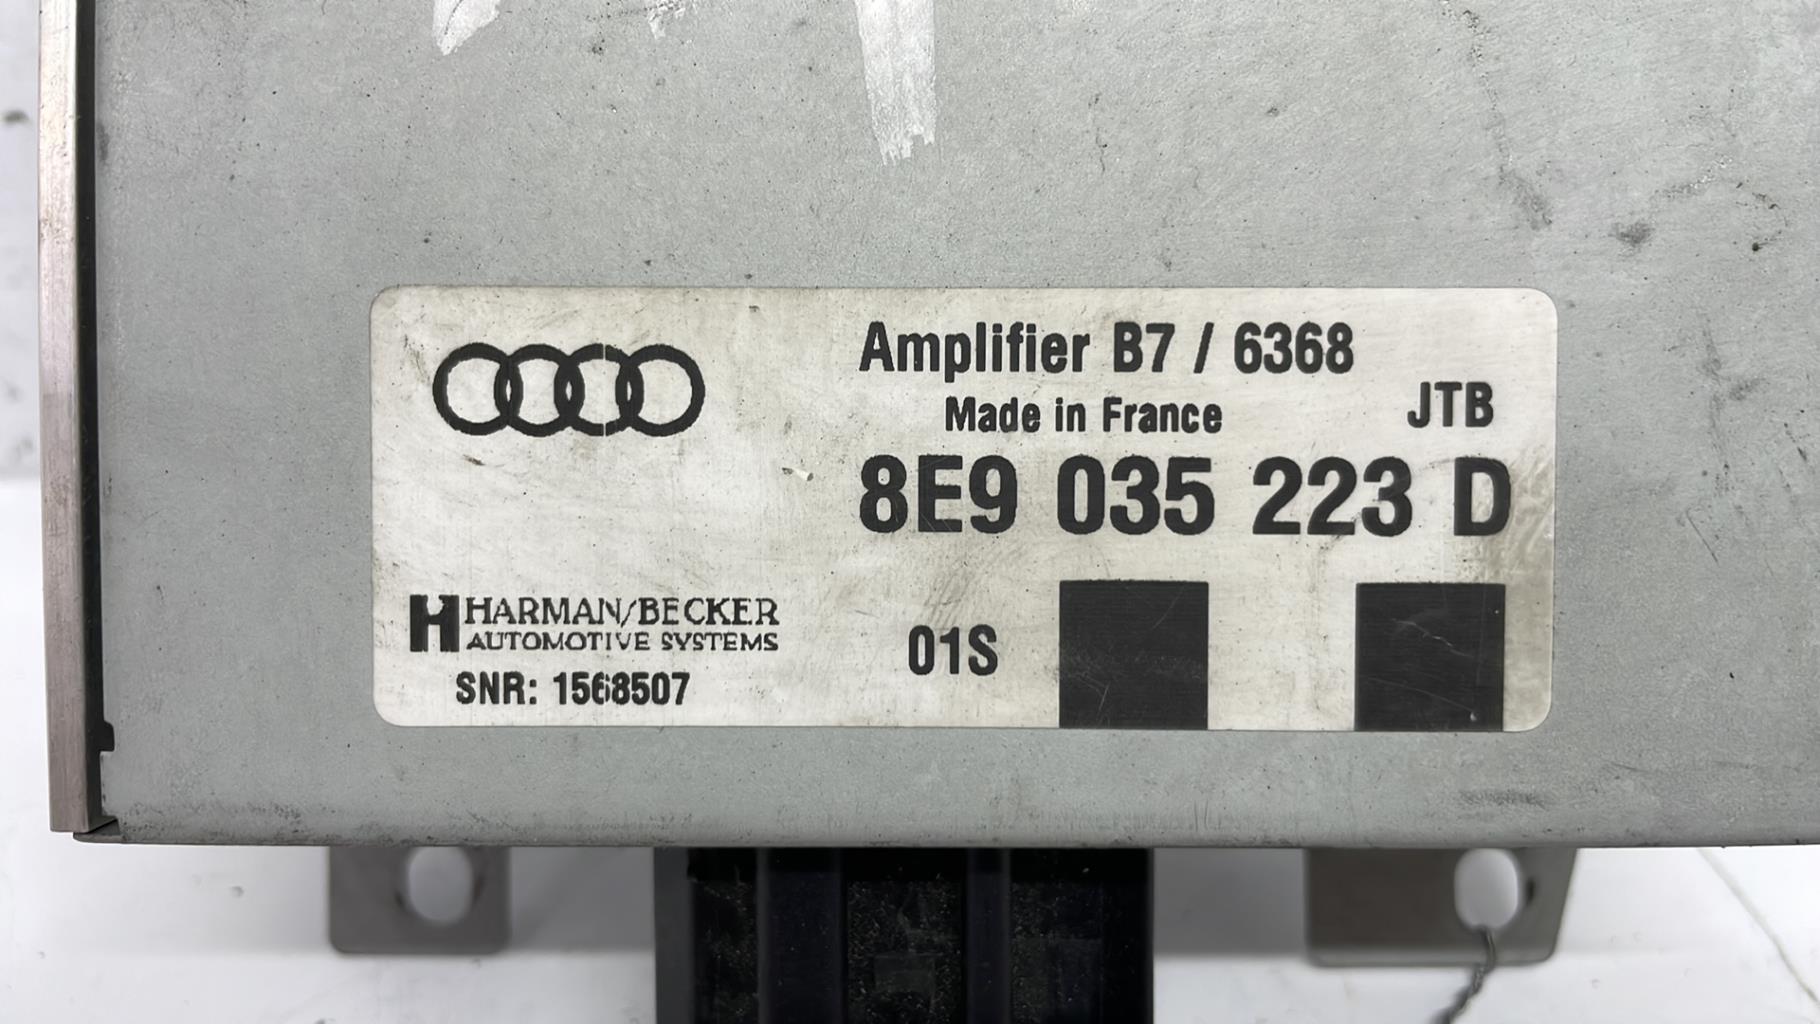 Amplifier B7 / 6368
Made in France
JTB
8E9 035 223 D
HARMAN/BECKER
AUTOMOTIVE SYSTEMS
SNR: 1568507
01S